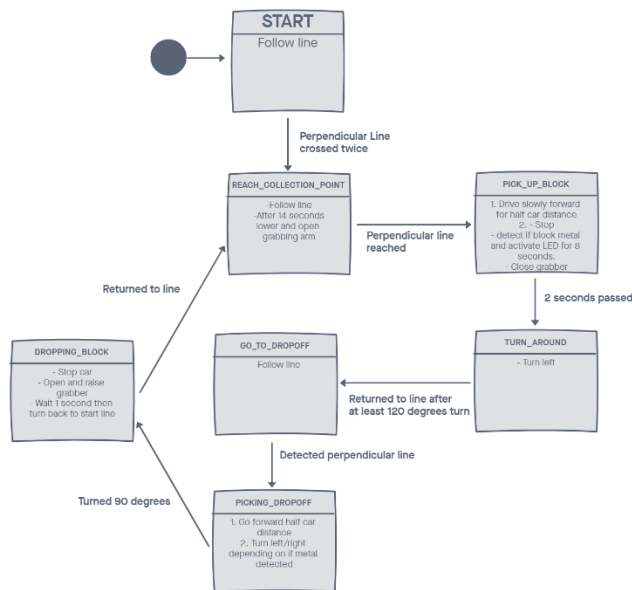 START
Follow line
Perpendicular Line
crossed twice
REACH_COLLECTION_POINT
-Follow line
-After 14 seconds
lower and open
grabbing arm
Perpendicular line
reached
PICK_UP_BLOCK
1. Drive slowly forward
for half car distance
2. - Stop
- detect if block metal
and activate LED for 8
seconds.
- Close grabber
2 seconds passed
TURN_AROUND
- Turn left
Returned to line after
at least 120 degrees turn
GO_TO_DROPOFF
Follow line
Detected perpendicular line
PICKING_DROPOFF
1. Go forward half car
distance
2. Turn left/right
depending on if metal
detected
Turned 90 degrees
DROPPING_BLOCK
- Stop car
- Open and raise
grabber
- Wait 1 second then
turn back to start line
Returned to line